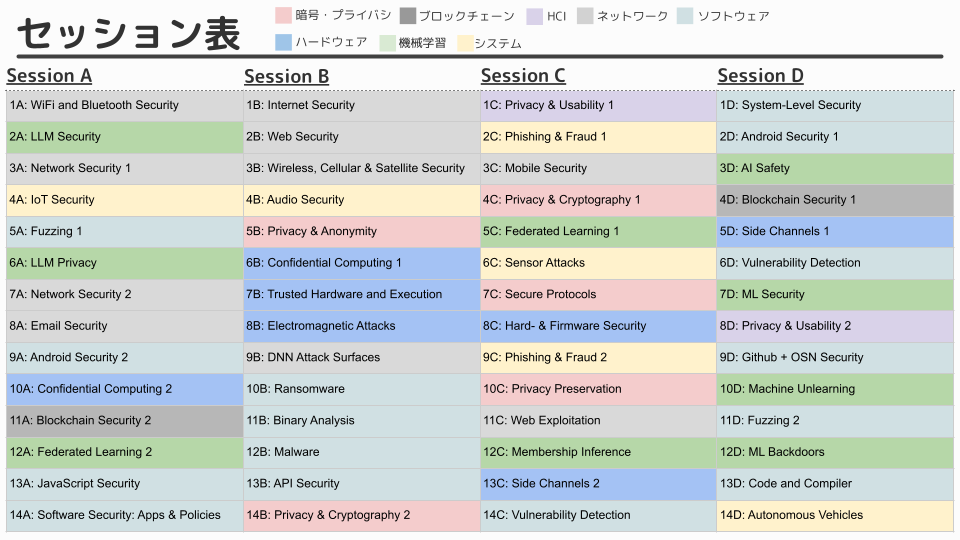 セッション表
暗号・プライバシ ブロックチェーン HCI ネットワーク ソフトウェア
ハードウェア 機械学習 システム
Session A Session B Session C Session D
1A: WiFi and Bluetooth Security 1B: Internet Security 1C: Privacy & Usability 1 1D: System-Level Security
2A: LLM Security 2B: Web Security 2C: Phishing & Fraud 1 2D: Android Security 1
3A: Network Security 1 3B: Wireless, Cellular & Satellite Security 3C: Mobile Security 3D: AI Safety
4A: IoT Security 4B: Audio Security 4C: Privacy & Cryptography 1 4D: Blockchain Security 1
5A: Fuzzing 1 5B: Privacy & Anonymity 5C: Federated Learning 1 5D: Side Channels 1
6A: LLM Privacy 6B: Confidential Computing 1 6C: Sensor Attacks 6D: Vulnerability Detection
7A: Network Security 2 7B: Trusted Hardware and Execution 7C: Secure Protocols 7D: ML Security
8A: Email Security 8B: Electromagnetic Attacks 8C: Hard- & Firmware Security 8D: Privacy & Usability 2
9A: Android Security 2 9B: DNN Attack Surfaces 9C: Phishing & Fraud 2 9D: Github + OSN Security
10A: Confidential Computing 2 10B: Ransomware 10C: Privacy Preservation 10D: Machine Unlearning
11A: Blockchain Security 2 11B: Binary Analysis 11C: Web Exploitation 11D: Fuzzing 2
12A: Federated Learning 2 12B: Malware 12C: Membership Inference 12D: ML Backdoors
13A: JavaScript Security 13B: API Security 13C: Side Channels 2 13D: Code and Compiler
14A: Software Security: Apps & Policies 14B: Privacy & Cryptography 2 14C: Vulnerability Detection 14D: Autonomous Vehicles